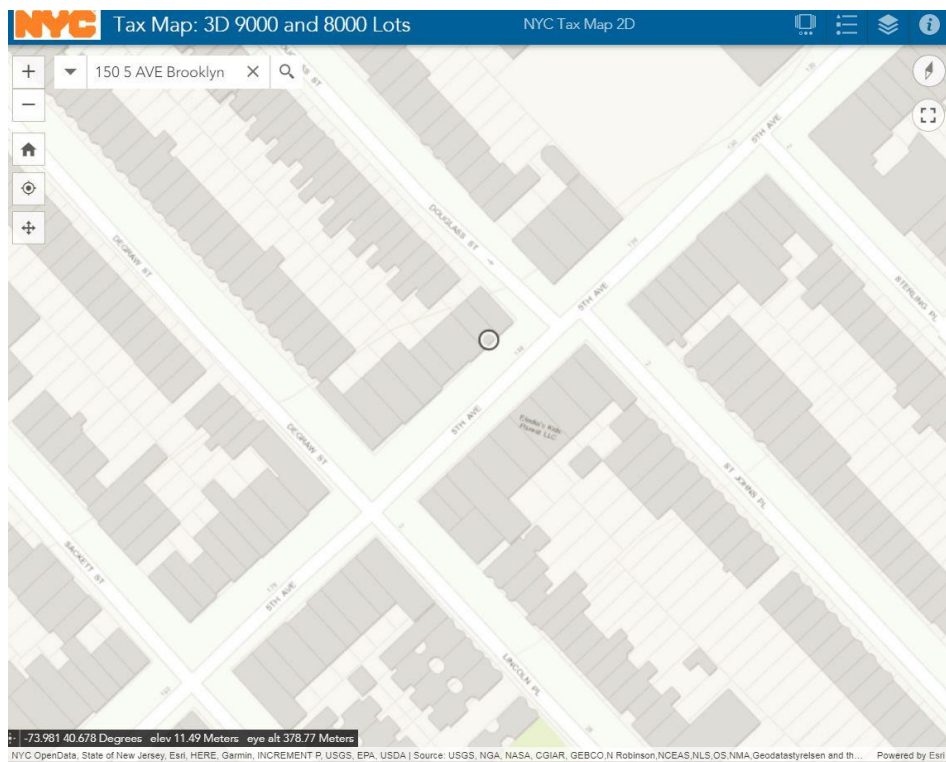 NYC Tax Map: 3D 9000 and 8000 Lots NYC Tax Map 2D
150 5 AVE Brooklyn
5TH AVE
DOUGLASS ST
DEGRAW ST
STERLING PL
5TH AVE
5TH AVE
Elodie's Kids
Planet LLC
DEGRAW ST
ST JOHNS PL
SACKETT ST
5TH AVE
LINCOLN PL
-73.981 40.678 Degrees elev 11.49 Meters eye alt 378.77 Meters
NYC OpenData, State of New Jersey, Esri, HERE, Garmin, INCREMENT P, USGS, EPA, USDA | Source: USGS, NGA, NASA, CGIAR, GEBCO,N Robinson,NCEAS,NLS,OS,NMA,Geodatastyrelsen and th... Powered by Esri